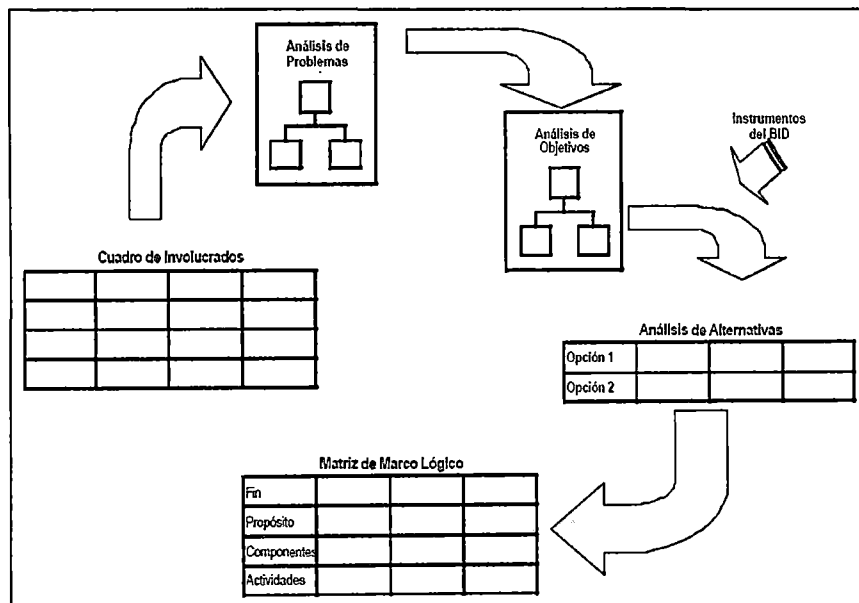 Análisis de
Problemas
Análisis de
Objetivos
Instrumentos
del BID
Cuadro de Involucrados
Análisis de Alternativas
Opción 1
Opción 2
Matriz de Marco Lógico
Fin
Propósito
Componentes
Actividades